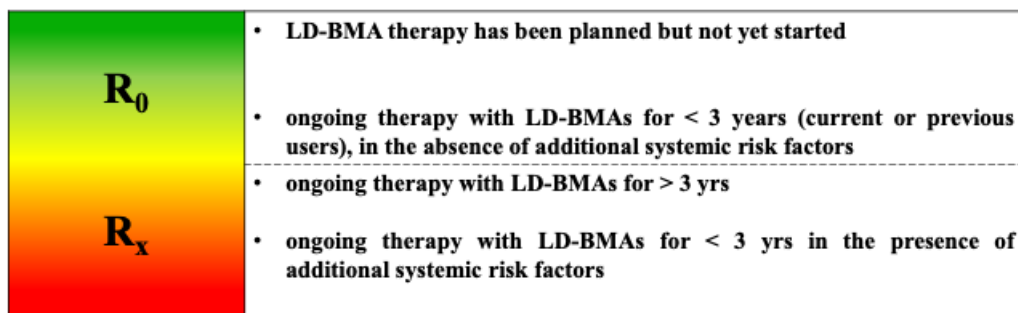 R₀
• LD-BMA therapy has been planned but not yet started
• ongoing therapy with LD-BMAs for < 3 years (current or previous
users), in the absence of additional systemic risk factors
Rₓ
• ongoing therapy with LD-BMAs for > 3 yrs
• ongoing therapy with LD-BMAs for < 3 yrs in the presence of
additional systemic risk factors